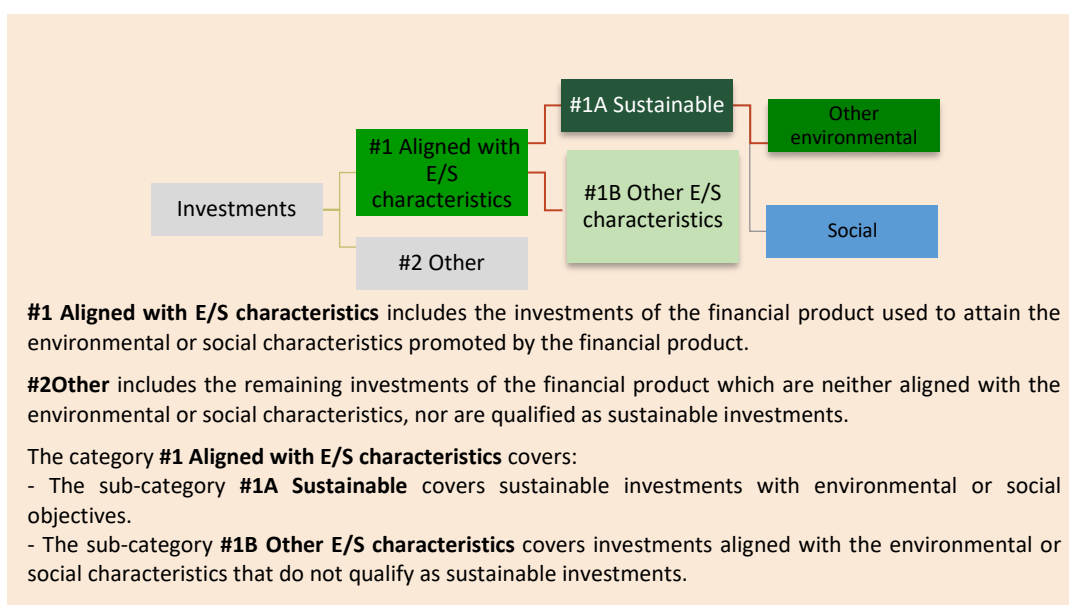 #1A Sustainable
Other
environmental
#1 Aligned with
E/S
characteristics
#1B Other E/S
characteristics
Investments
Social
#2 Other
#1 Aligned with E/S characteristics includes the investments of the financial product used to attain the
environmental or social characteristics promoted by the financial product.
#2Other includes the remaining investments of the financial product which are neither aligned with the
environmental or social characteristics, nor are qualified as sustainable investments.
The category #1 Aligned with E/S characteristics covers:
- The sub-category #1A Sustainable covers sustainable investments with environmental or social
objectives.
- The sub-category #1B Other E/S characteristics covers investments aligned with the environmental or
social characteristics that do not qualify as sustainable investments.